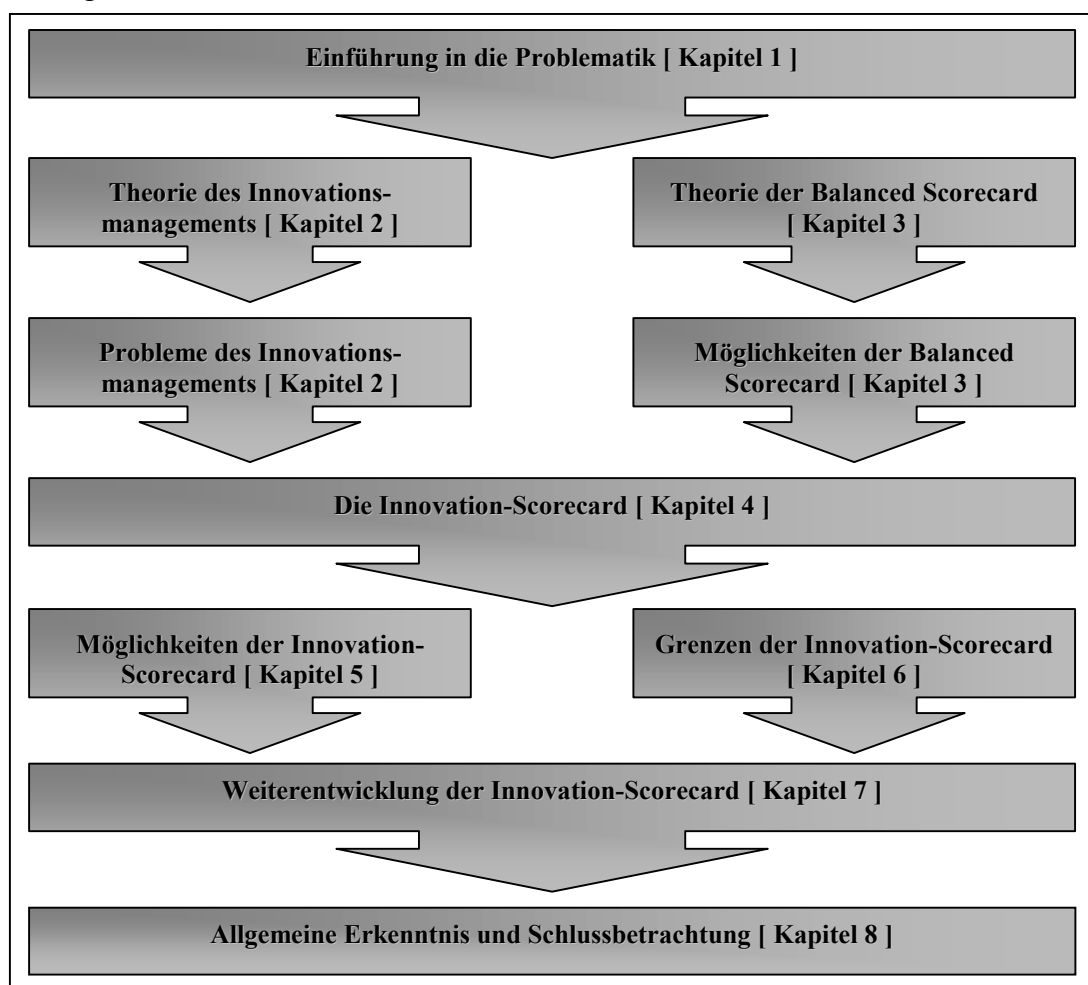 Einführung in die Problematik [ Kapitel 1 ]
Theorie des Innovations-
managements [ Kapitel 2 ]
Theorie der Balanced Scorecard
[ Kapitel 3 ]
Probleme des Innovations-
managements [ Kapitel 2 ]
Möglichkeiten der Balanced
Scorecard [ Kapitel 3 ]
Die Innovation-Scorecard [ Kapitel 4 ]
Möglichkeiten der Innovation-
Scorecard [ Kapitel 5 ]
Grenzen der Innovation-Scorecard
[ Kapitel 6 ]
Weiterentwicklung der Innovation-Scorecard [ Kapitel 7 ]
Allgemeine Erkenntnis und Schlussbetrachtung [ Kapitel 8 ]